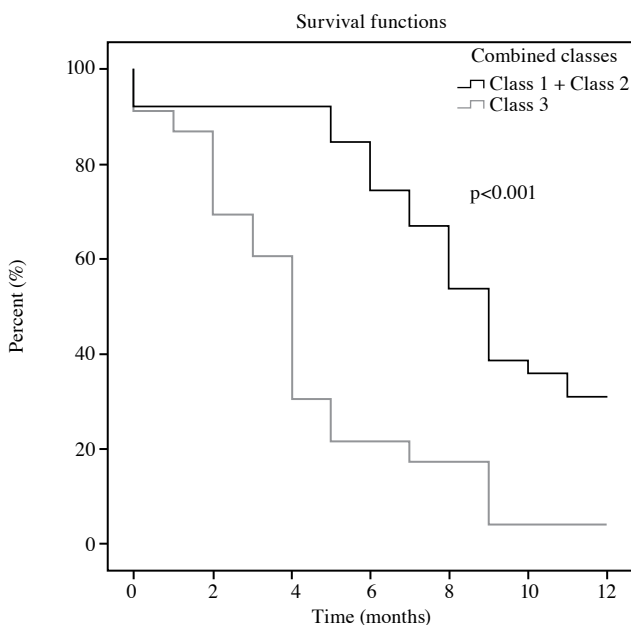 Survival functions
Combined classes
Class 1 + Class 2
Class 3
p<0.001
Percent (%)
100
80
60
40
20
0
0 2 4 6 8 10 12
Time (months)